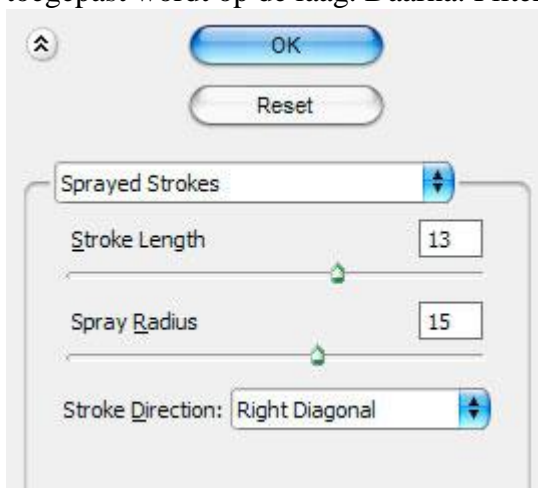 toegepast wordt op de laag. Daarna: Filter
OK
Reset
Sprayed Strokes
Stroke Length 13
Spray Radius 15
Stroke Direction: Right Diagonal